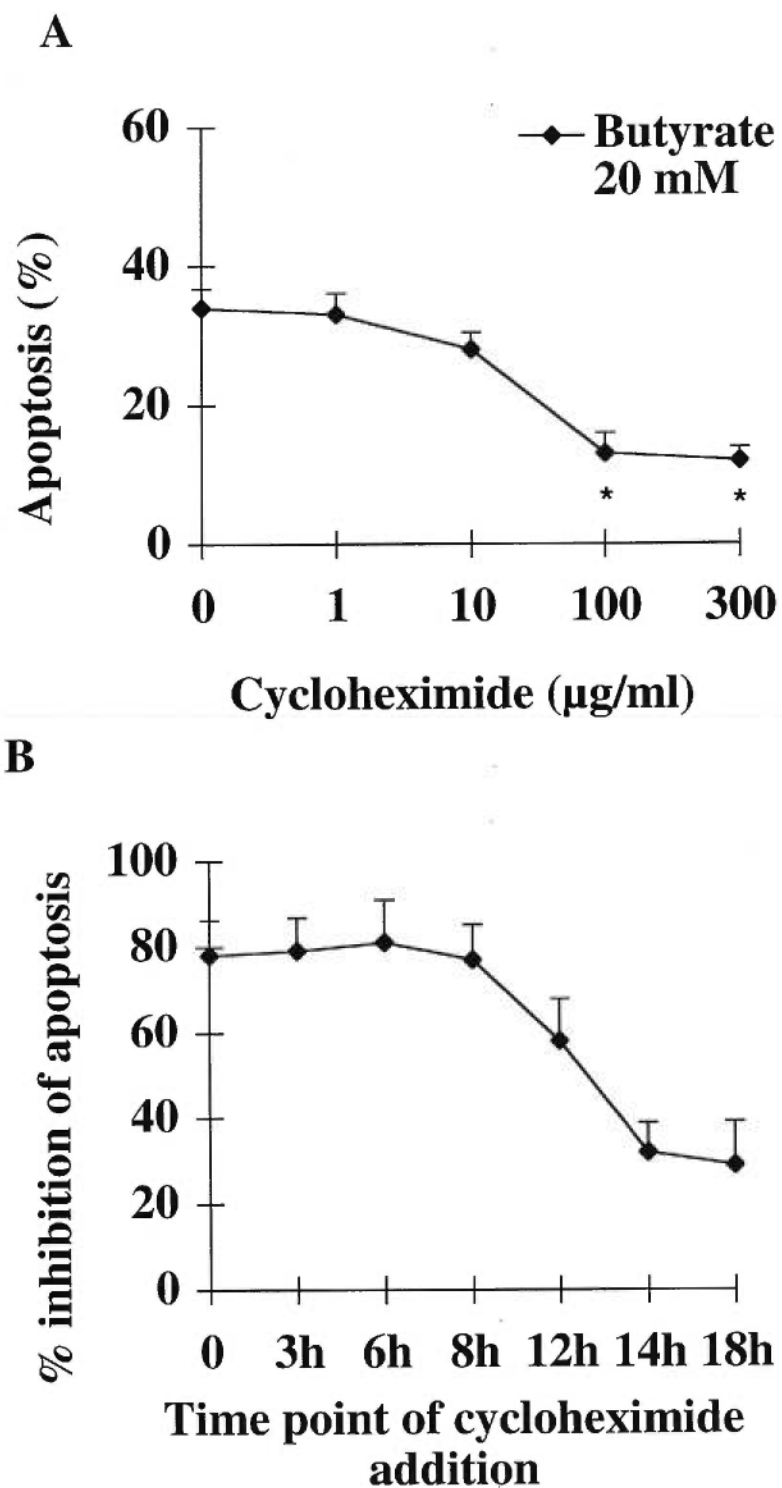 A
60
40
20
0
Apoptosis (%)
Butyrate
20 mM
* *
0 1 10 100 300
Cycloheximide (µg/ml)
B
100
80
60
40
20
0
% inhibition of apoptosis
0 3h 6h 8h 12h 14h 18h
Time point of cycloheximide
addition